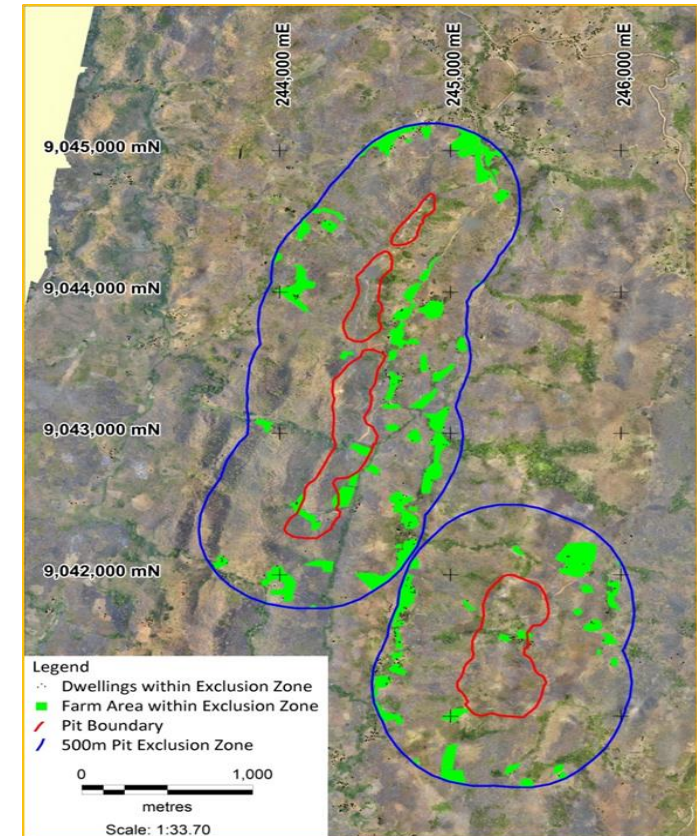 244,000 mE
245,000 mE
246,000 mE
9,045,000 mN
9,044,000 mN
9,043,000 mN
9,042,000 mN
Legend
Dwellings within Exclusion Zone
Farm Area within Exclusion Zone
Pit Boundary
500m Pit Exclusion Zone
0 1,000
metres
Scale: 1:33.70